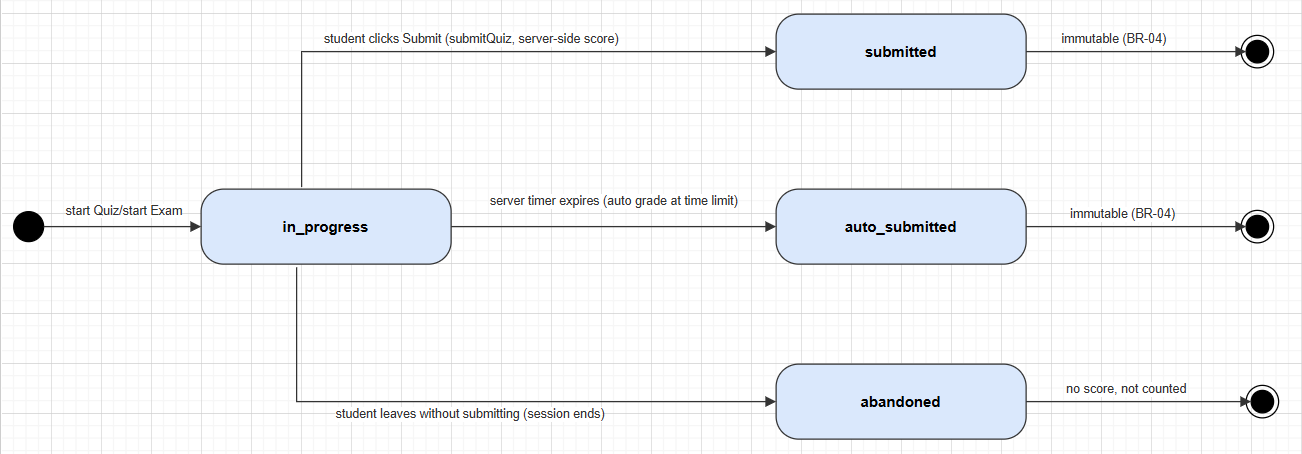 student clicks Submit (submitQuiz, server-side score)
submitted
immutable (BR-04)
start Quiz/start Exam
in_progress
server timer expires (auto grade at time limit)
auto_submitted
immutable (BR-04)
student leaves without submitting (session ends)
abandoned
no score, not counted